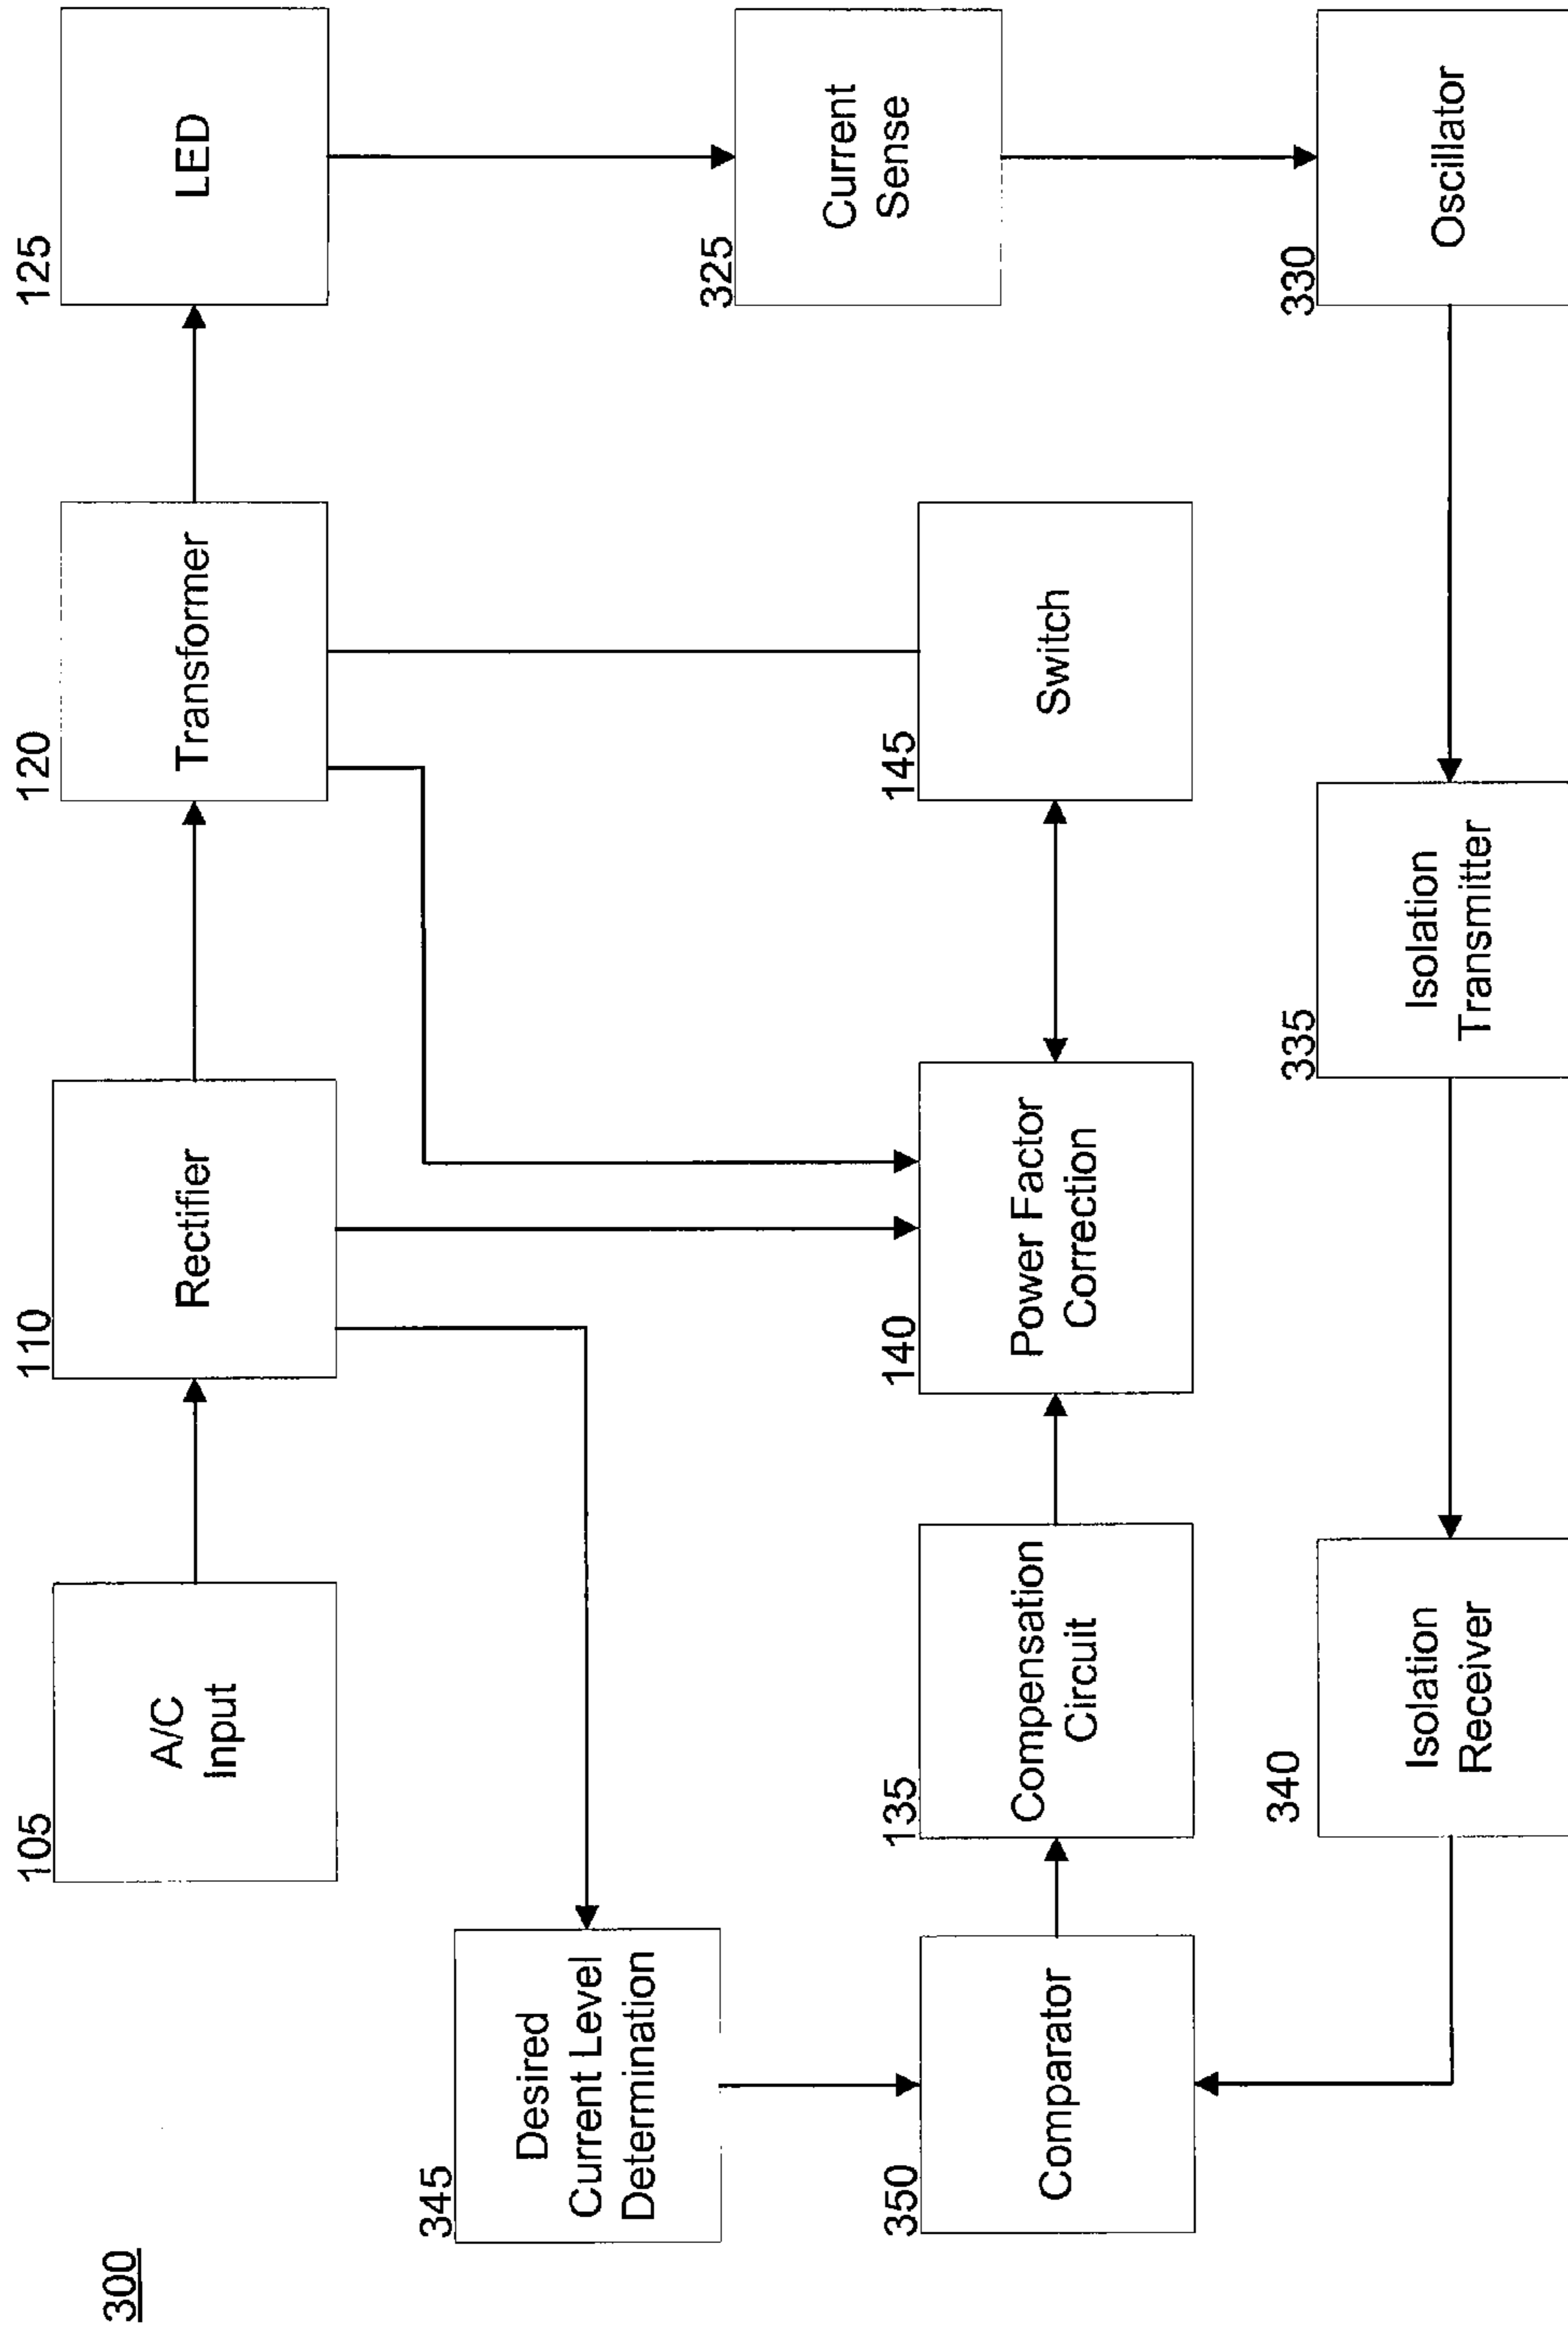 300
105
A/C
Input
110
Rectifier
120
Transformer
125
LED
345
Desired
Current Level
Determination
325
Current
Sense
350
Comparator
135
Compensation
Circuit
140
Power Factor
Correction
145
Switch
340
Isolation
Receiver
335
Isolation
Transmitter
330
Oscillator